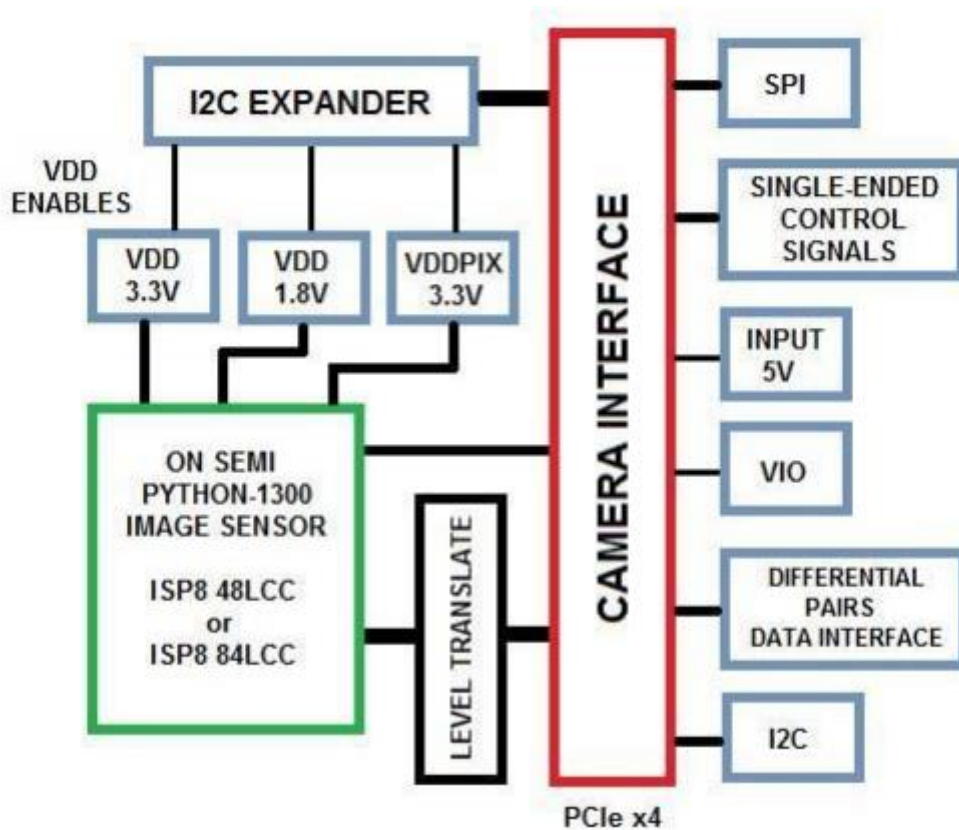 I2C EXPANDER
VDD
ENABLES
VDD
3.3V
VDD
1.8V
VDDPIX
3.3V
ON SEMI
PYTHON-1300
IMAGE SENSOR
ISP8 48LCC
or
ISP8 84LCC
LEVEL TRANSLATE
CAMERA INTERFACE
PCIe x4
SPI
SINGLE-ENDED
CONTROL
SIGNALS
INPUT
5V
VIO
DIFFERENTIAL
PAIRS
DATA INTERFACE
I2C